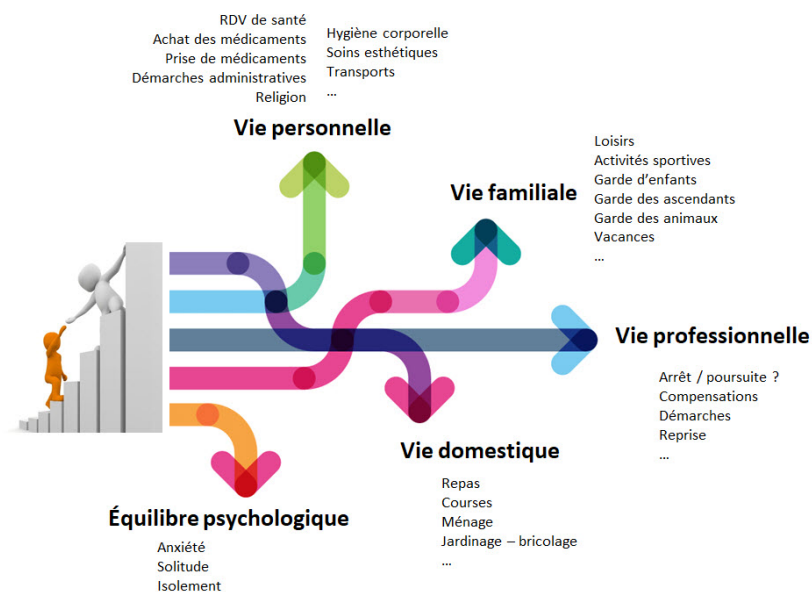 RDV de santé
Achat des médicaments
Prise de médicaments
Démarches administratives
Religion
Hygiène corporelle
Soins esthétiques
Transports
…
Vie personnelle
Loisirs
Activités sportives
Garde d'enfants
Garde des ascendants
Garde des animaux
Vacances
…
Vie familiale
Vie professionnelle
Arrêt / poursuite ?
Compensations
Démarches
Reprise
…
Vie domestique
Repas
Courses
Ménage
Jardinage – bricolage
…
Équilibre psychologique
Anxiété
Solitude
Isolement